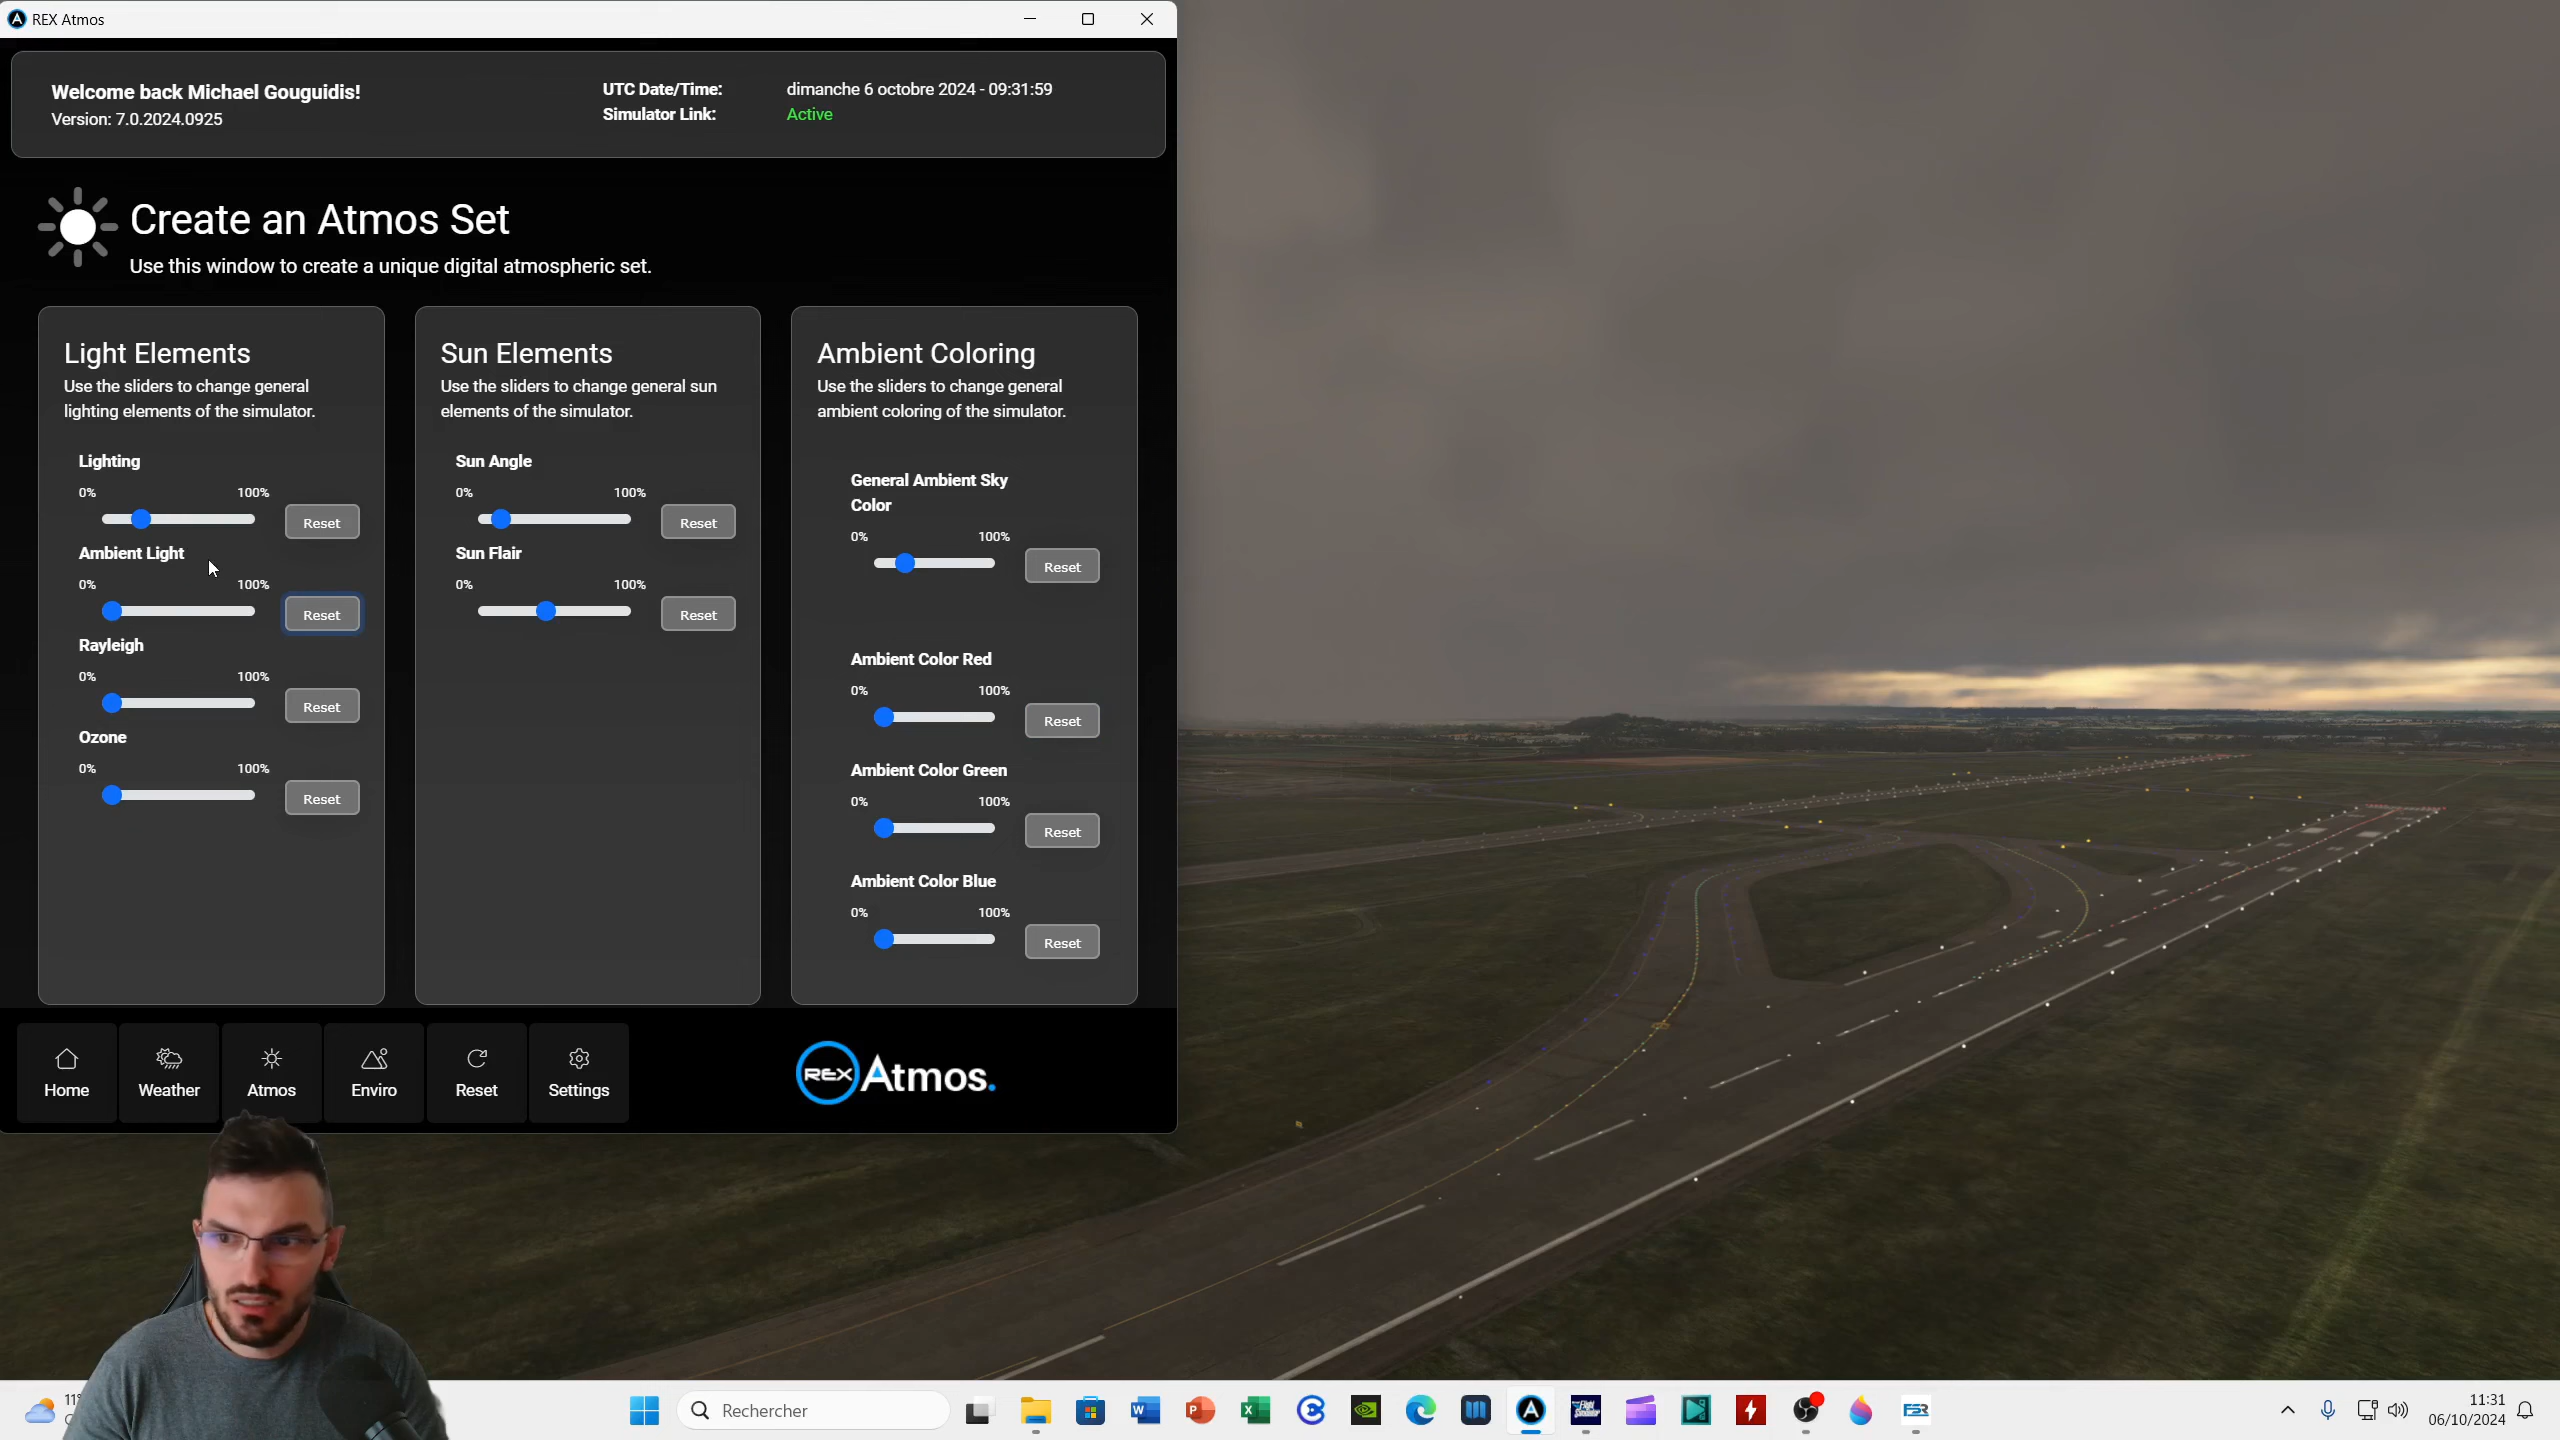 REX Atmos
Welcome back Michael Gouguidis!
Version: 7.0.2024.0925
UTC Date/Time: dimanche 6 octobre 2024 - 09:31:59
Simulator Link: Active
Create an Atmos Set
Use this window to create a unique digital atmospheric set.
Light Elements
Use the sliders to change general
lighting elements of the simulator.
Lighting
0% 100%
Reset
Ambient Light
0% 100%
Reset
Rayleigh
0% 100%
Reset
Ozone
0% 100%
Reset
Sun Elements
Use the sliders to change general sun
elements of the simulator.
Sun Angle
0% 100%
Reset
Sun Flair
0% 100%
Reset
Ambient Coloring
Use the sliders to change general
ambient coloring of the simulator.
General Ambient Sky
Color
0% 100%
Reset
Ambient Color Red
0% 100%
Reset
Ambient Color Green
0% 100%
Reset
Ambient Color Blue
0% 100%
Reset
Home Weather Atmos Enviro Reset Settings
REX Atmos.
Rechercher
11:31
06/10/2024